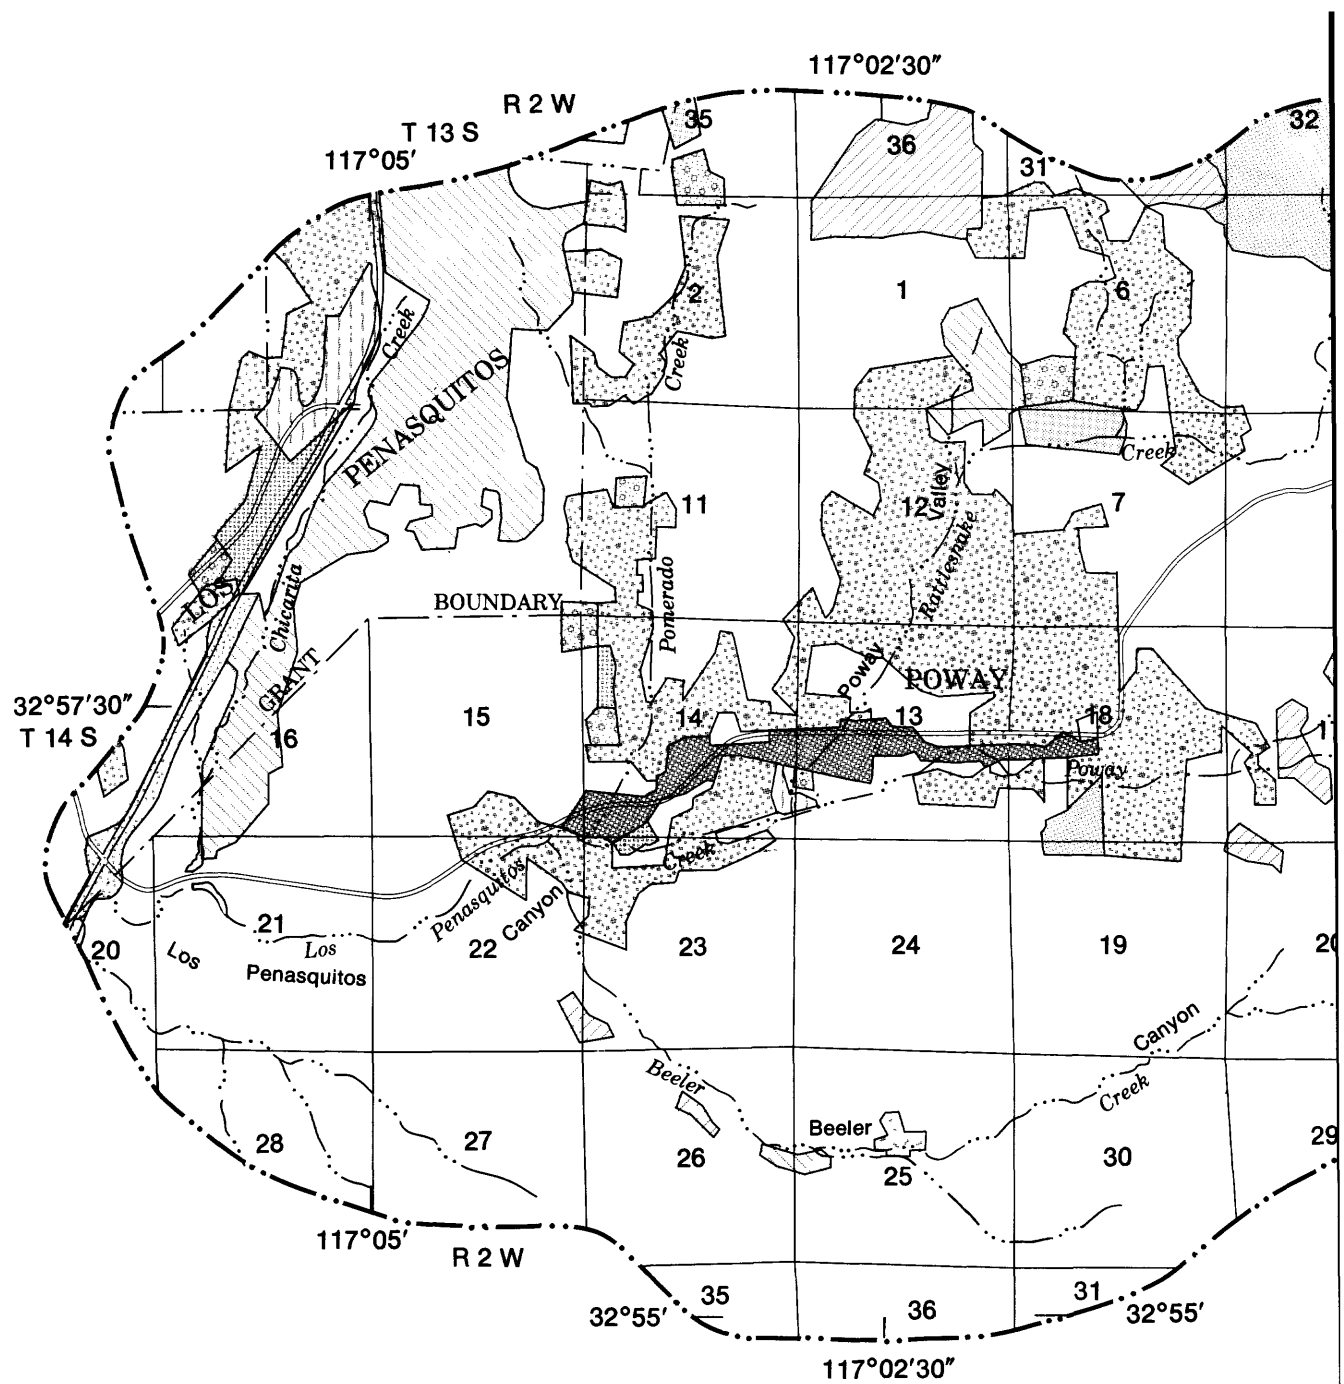 117°02'30"
R 2 W
T 13 S
117°05'
35
36
32
31
Creek
2
1
6
PENASQUITOS
Creek
Creek
11
12
Valley
7
LOS
Chicarita
Rattlesnake
BOUNDARY
Pomerado
GRANT
Poway
POWAY
32°57'30"
T 14 S
16
15
14
13
18
Poway
Creek
21
Penasquitos
Canyon
20
Los
Los
Penasquitos
22
23
24
19
Canyon
Beeler
Creek
28
27
26
Beeler
25
30
29
117°05'
R 2 W
35
36
31
32°55'
32°55'
117°02'30"